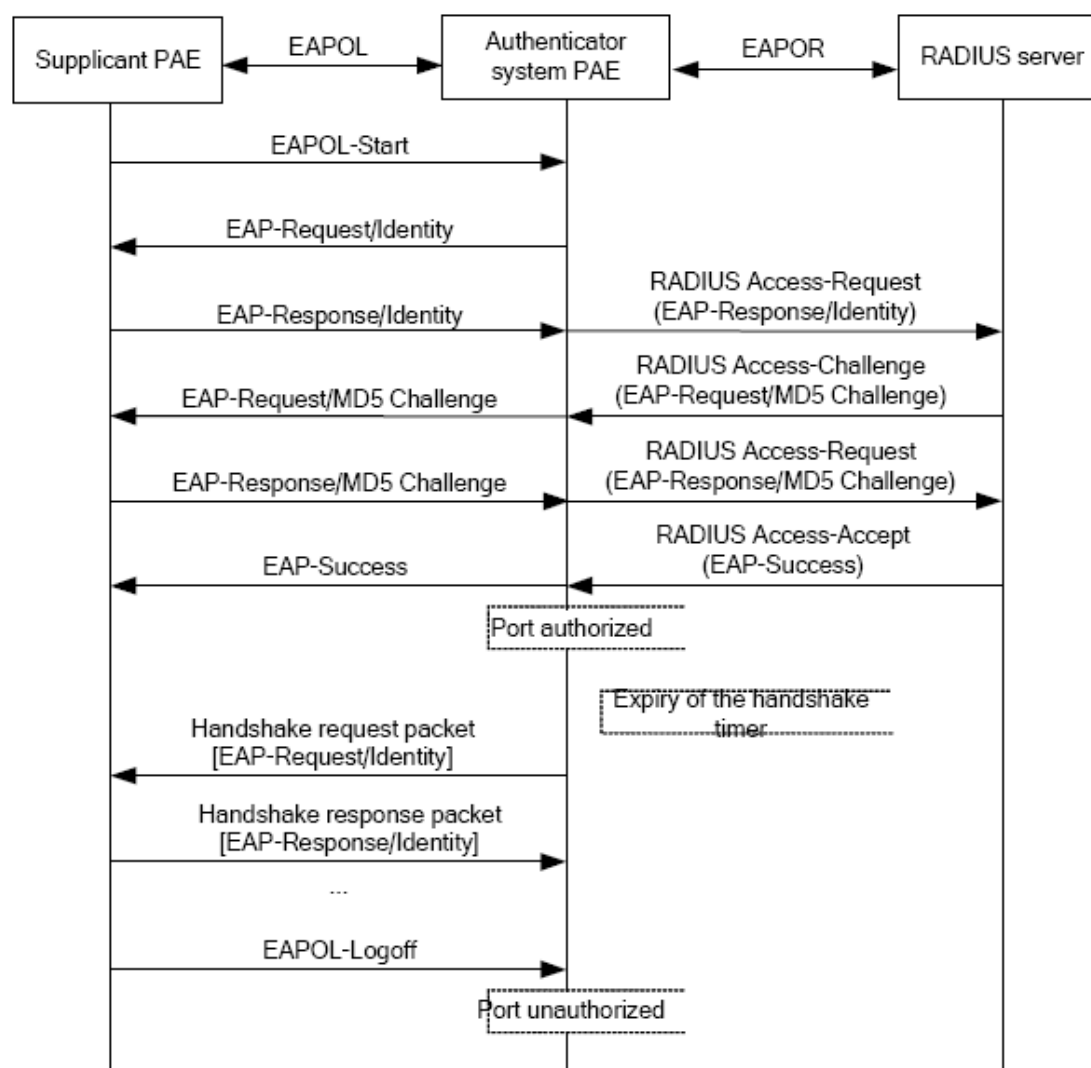 Supplicant PAE
EAPOL
Authenticator
system PAE
EAPOR
RADIUS server
EAPOL-Start
EAP-Request/Identity
EAP-Response/Identity
RADIUS Access-Request
(EAP-Response/Identity)
EAP-Request/MD5 Challenge
RADIUS Access-Challenge
(EAP-Request/MD5 Challenge)
EAP-Response/MD5 Challenge
RADIUS Access-Request
(EAP-Response/MD5 Challenge)
EAP-Success
RADIUS Access-Accept
(EAP-Success)
Port authorized
Expiry of the handshake
timer
Handshake request packet
[EAP-Request/Identity]
Handshake response packet
[EAP-Response/Identity]
...
EAPOL-Logoff
Port unauthorized